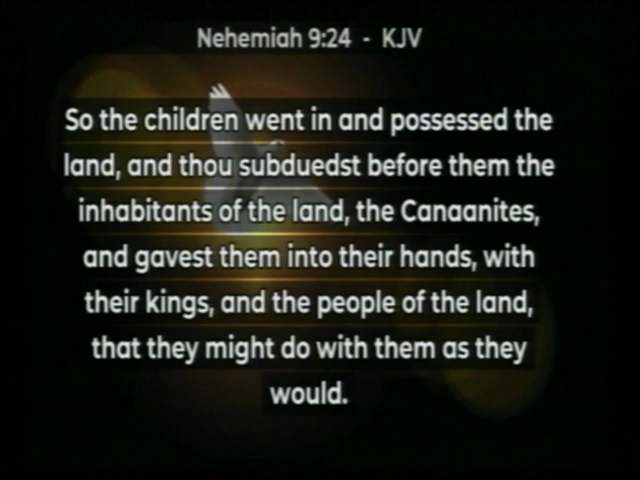 Nehemiah 9:24 - KJV
So the children went in and possessed the
land, and thou subduedst before them the
inhabitants of the land, the Canaanites,
and gavest them into their hands, with
their kings, and the people of the land,
that they might do with them as they
would.